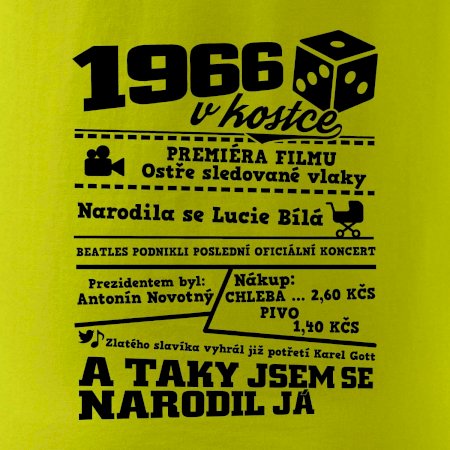 1966
v kostce
PREMIÉRA FILMU
Ostře sledované vlaky
Narodila se Lucie Bílá
BEATLES PODNIKLI POSLEDNÍ OFICIÁLNÍ KONCERT
Prezidentem byl:
Antonín Novotný
Nákup:
CHLEBA ... 2,60 KČS
PIVO
1,40 KČS
Zlatého slavíka vyhrál již potřetí Karel Gott
A TAKY JSEM SE
NARODIL JÁ